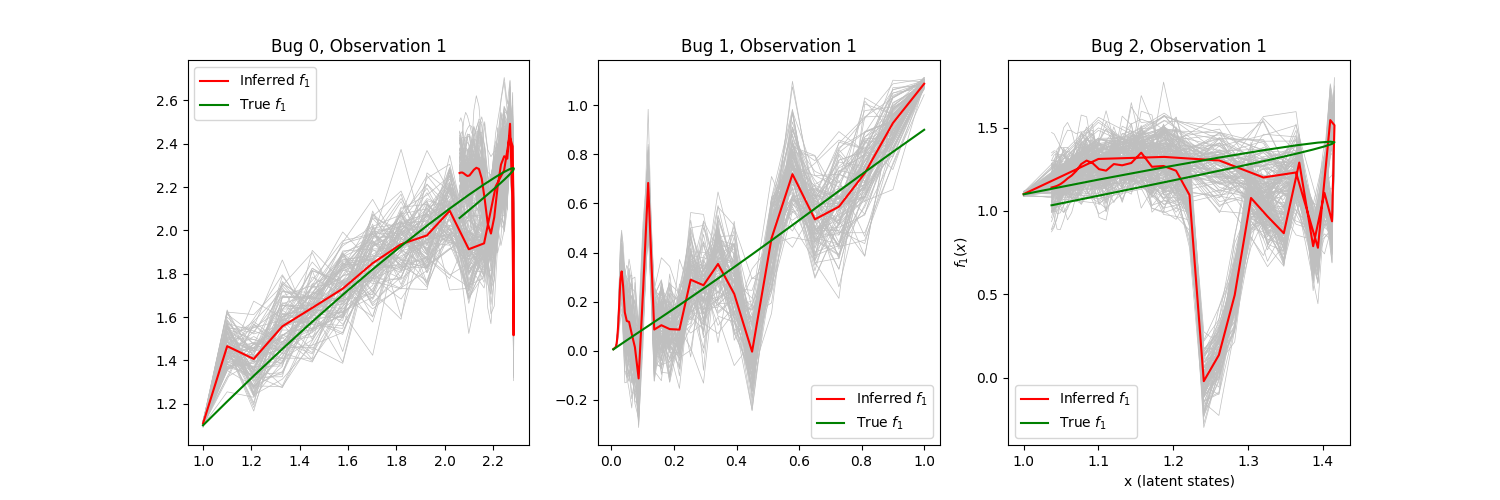 Bug 0, Observation 1
Inferred f₁
True f₁
2.6
2.4
2.2
2.0
1.8
1.6
1.4
1.2
1.0 1.2 1.4 1.6 1.8 2.0 2.2
Bug 1, Observation 1
1.0
0.8
0.6
0.4
0.2
0.0
−0.2
Inferred f₁
True f₁
0.0 0.2 0.4 0.6 0.8 1.0
Bug 2, Observation 1
f₁(x)
1.5
1.0
0.5
0.0
Inferred f₁
True f₁
1.0 1.1 1.2 1.3 1.4
x (latent states)